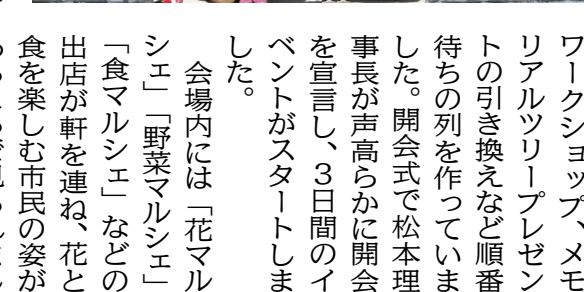 ワークショップ、メモ
リアルツリープレゼン
トの引き換えなど順番
待ちの列を作っていま
した。開会式で松本理
事長が声高らかに開会
を宣言し、3日間のイ
ベントがスタートしま
した。
会場内には「花マル
シェ」「野菜マルシェ」
「食マルシェ」などの
出店が軒を連ね、花と
食を楽しむ市民の姿が